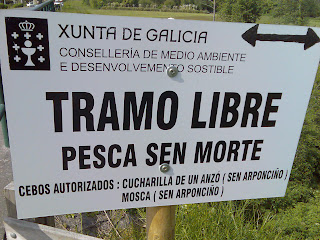 XUNTA DE GALICIA
CONSELLERÍA DE MEDIO AMBIENTE
E DESENVOLVEMENTO SOSTIBLE
TRAMO LIBRE
PESCA SEN MORTE
CEBOS AUTORIZADOS : CUCHARILLA DE UN ANZÓ ( SEN ARPONCIÑO )
MOSCA ( SEN ARPONCIÑO )